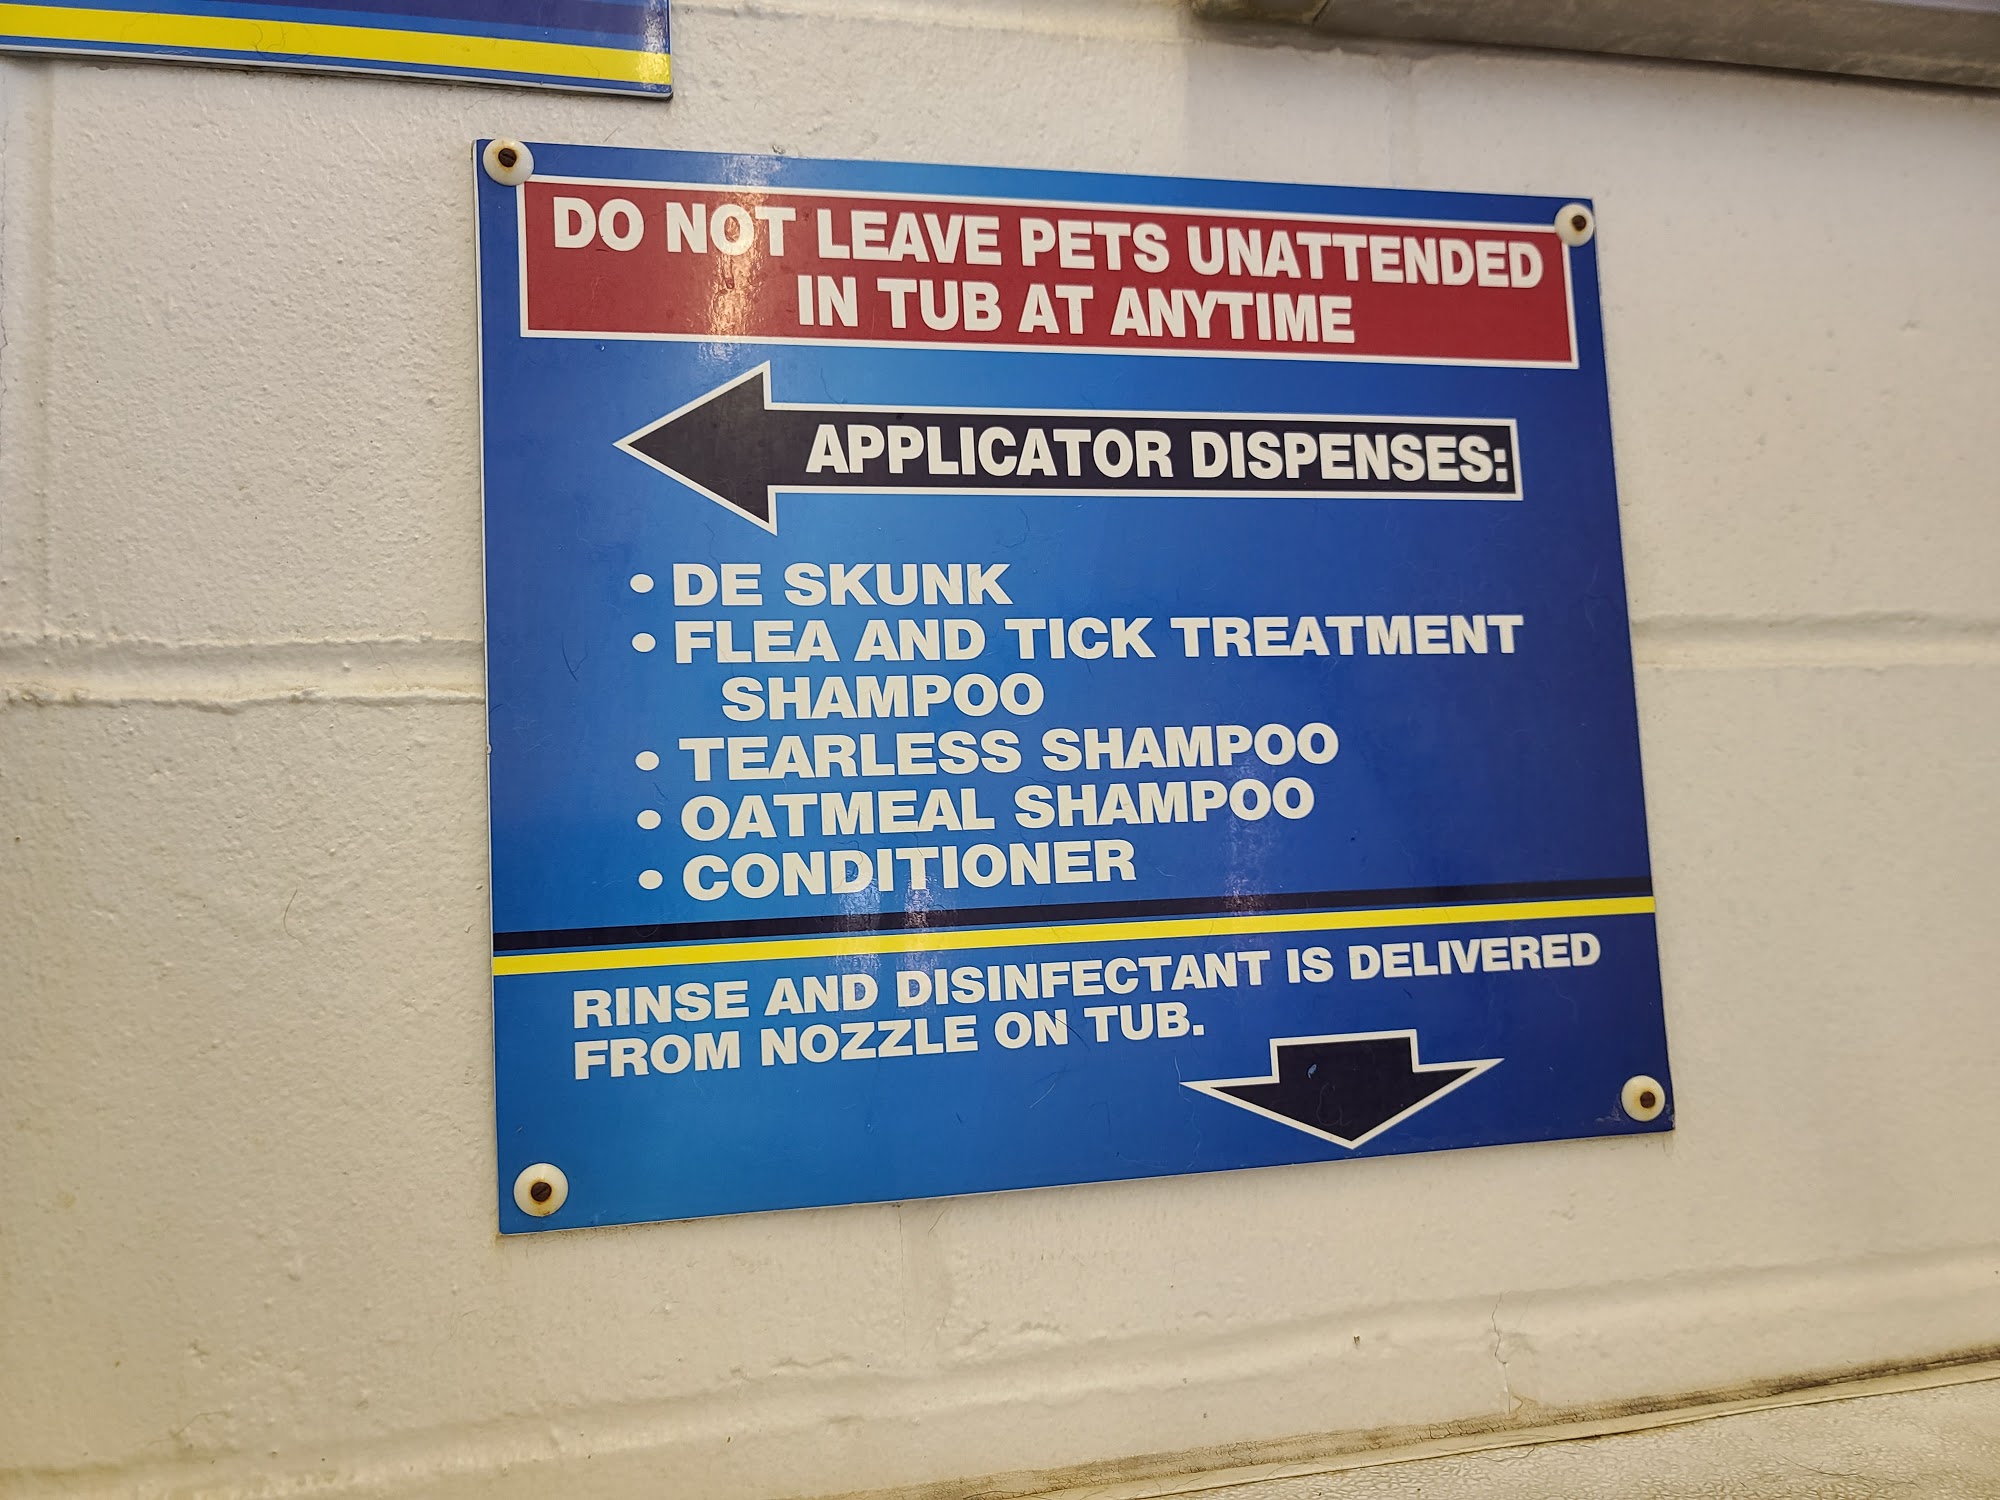 DO NOT LEAVE PETS UNATTENDED
IN TUB AT ANYTIME
APPLICATOR DISPENSES:
• DE SKUNK
• FLEA AND TICK TREATMENT
SHAMPOO
• TEARLESS SHAMPOO
• OATMEAL SHAMPOO
• CONDITIONER
RINSE AND DISINFECTANT IS DELIVERED
FROM NOZZLE ON TUB.